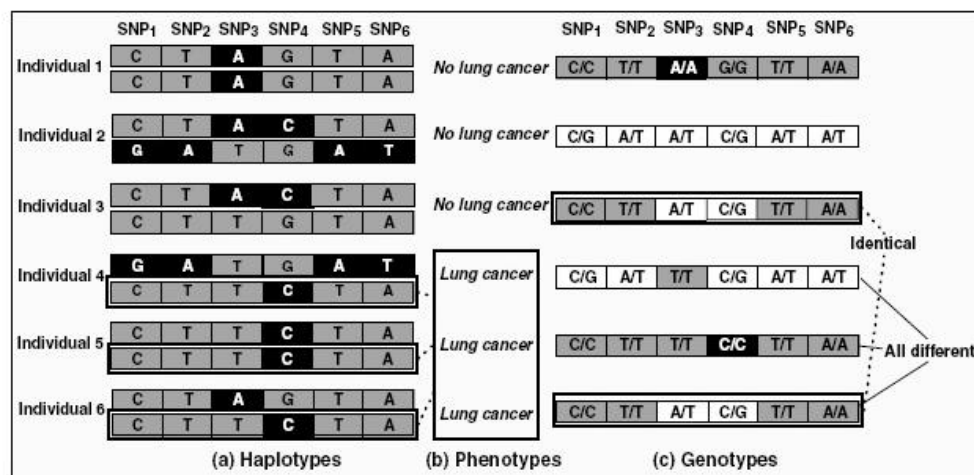 SNP1 SNP2 SNP3 SNP4 SNP5 SNP6
Individual 1
C T A G T A
C T A G T A
Individual 2
C T A C T A
G A T G A T
Individual 3
C T A C T A
C T T G T A
Individual 4
G A T G A T
C T T C T A
Individual 5
C T T C T A
C T T C T A
Individual 6
C T A G T A
C T T C T A
(a) Haplotypes
No lung cancer
No lung cancer
No lung cancer
Lung cancer
Lung cancer
Lung cancer
(b) Phenotypes
SNP1 SNP2 SNP3 SNP4 SNP5 SNP6
C/C T/T A/A G/G T/T A/A
C/G A/T A/T C/G A/T A/T
C/C T/T A/T C/G T/T A/A
Identical
C/G A/T T/T C/G A/T A/T
C/C T/T T/T C/C T/T A/A
All different
C/C T/T A/T C/G T/T A/A
(c) Genotypes